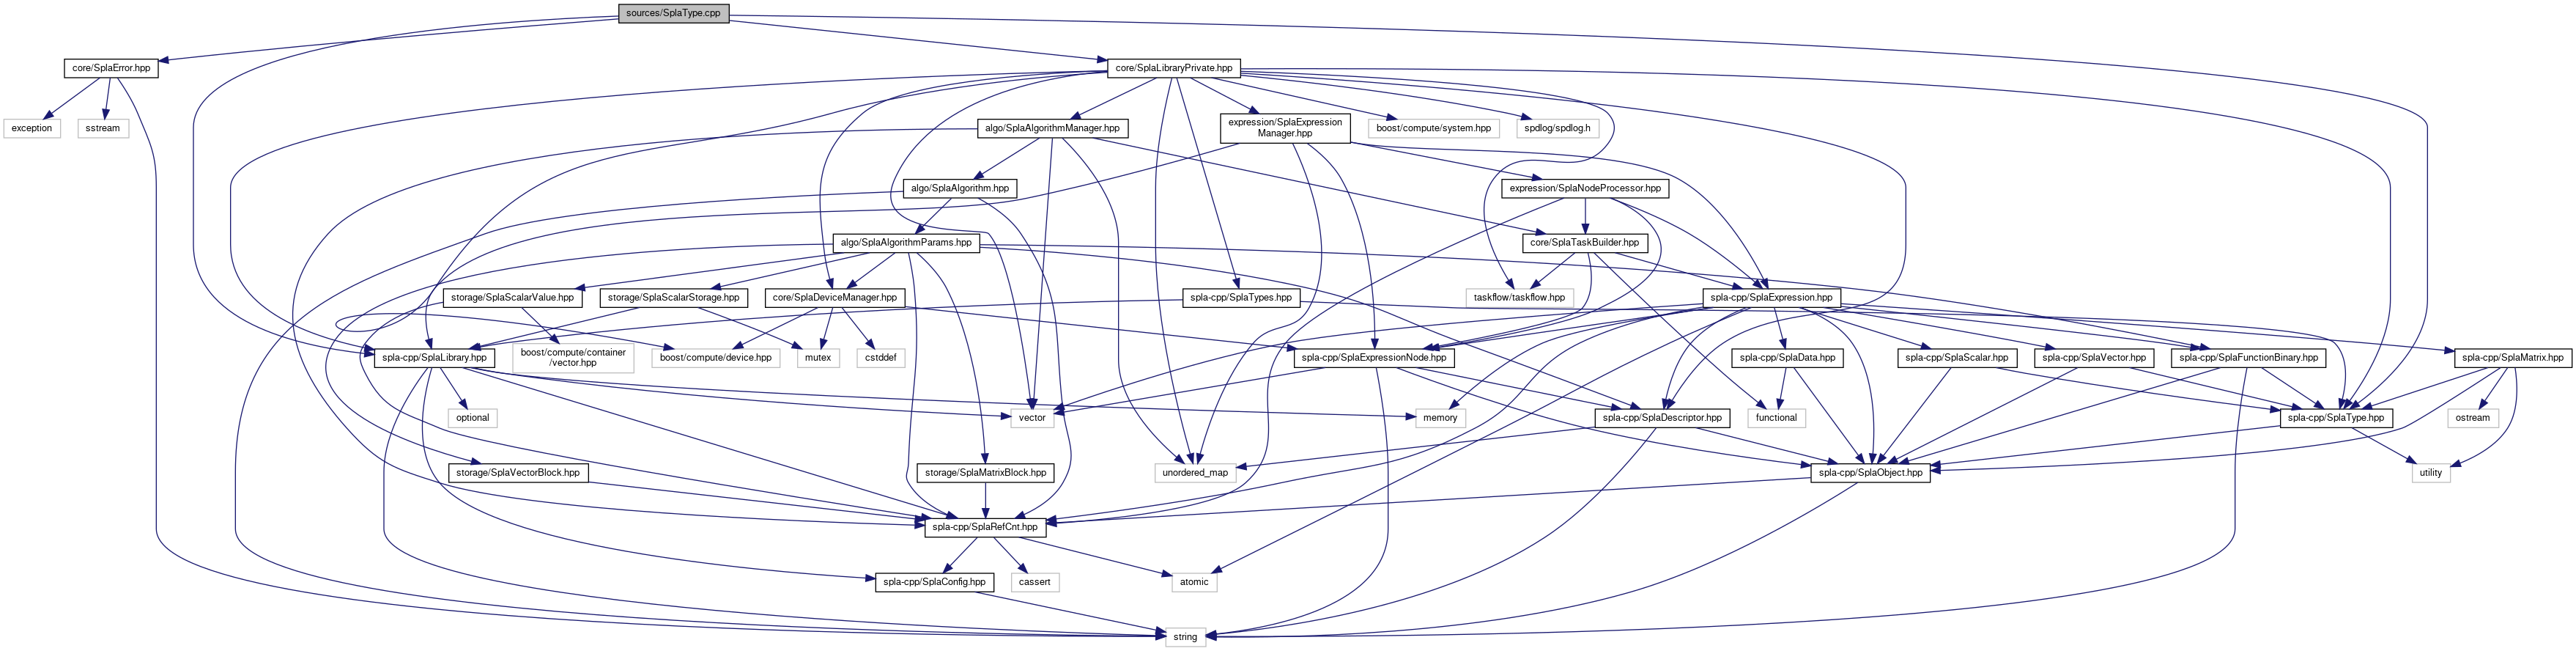 sources/SplaType.cpp
core/SplaError.hpp
core/SplaLibraryPrivate.hpp
exception
sstream
algo/SplaAlgorithmManager.hpp
expression/SplaExpression
Manager.hpp
boost/compute/system.hpp
spdlog/spdlog.h
algo/SplaAlgorithm.hpp
expression/SplaNodeProcessor.hpp
algo/SplaAlgorithmParams.hpp
core/SplaTaskBuilder.hpp
storage/SplaScalarValue.hpp
storage/SplaScalarStorage.hpp
core/SplaDeviceManager.hpp
spla-cpp/SplaTypes.hpp
taskflow/taskflow.hpp
spla-cpp/SplaExpression.hpp
spla-cpp/SplaLibrary.hpp
boost/compute/container
/vector.hpp
boost/compute/device.hpp
mutex
cstddef
spla-cpp/SplaExpressionNode.hpp
spla-cpp/SplaData.hpp
spla-cpp/SplaScalar.hpp
spla-cpp/SplaVector.hpp
spla-cpp/SplaFunctionBinary.hpp
spla-cpp/SplaMatrix.hpp
optional
vector
memory
spla-cpp/SplaDescriptor.hpp
functional
spla-cpp/SplaType.hpp
ostream
storage/SplaVectorBlock.hpp
storage/SplaMatrixBlock.hpp
unordered_map
spla-cpp/SplaObject.hpp
utility
spla-cpp/SplaRefCnt.hpp
spla-cpp/SplaConfig.hpp
cassert
atomic
string